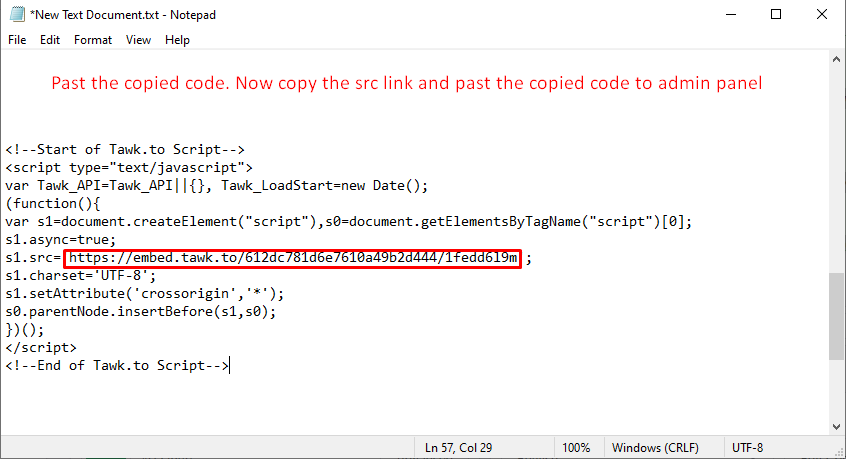 *New Text Document.txt - Notepad
File Edit Format View Help
Past the copied code. Now copy the src link and past the copied code to admin panel
<!--Start of Tawk.to Script-->
<script type="text/javascript">
var Tawk_API=Tawk_API||{}, Tawk_LoadStart=new Date();
(function(){
var s1=document.createElement("script"),s0=document.getElementsByTagName("script")[0];
s1.async=true;
s1.src= https://embed.tawk.to/612dc781d6e7610a49b2d444/1fedd619m ;
s1.charset='UTF-8';
s1.setAttribute('crossorigin','*');
s0.parentNode.insertBefore(s1,s0);
})();
</script>
<!--End of Tawk.to Script-->
Ln 57, Col 29 100% Windows (CRLF) UTF-8